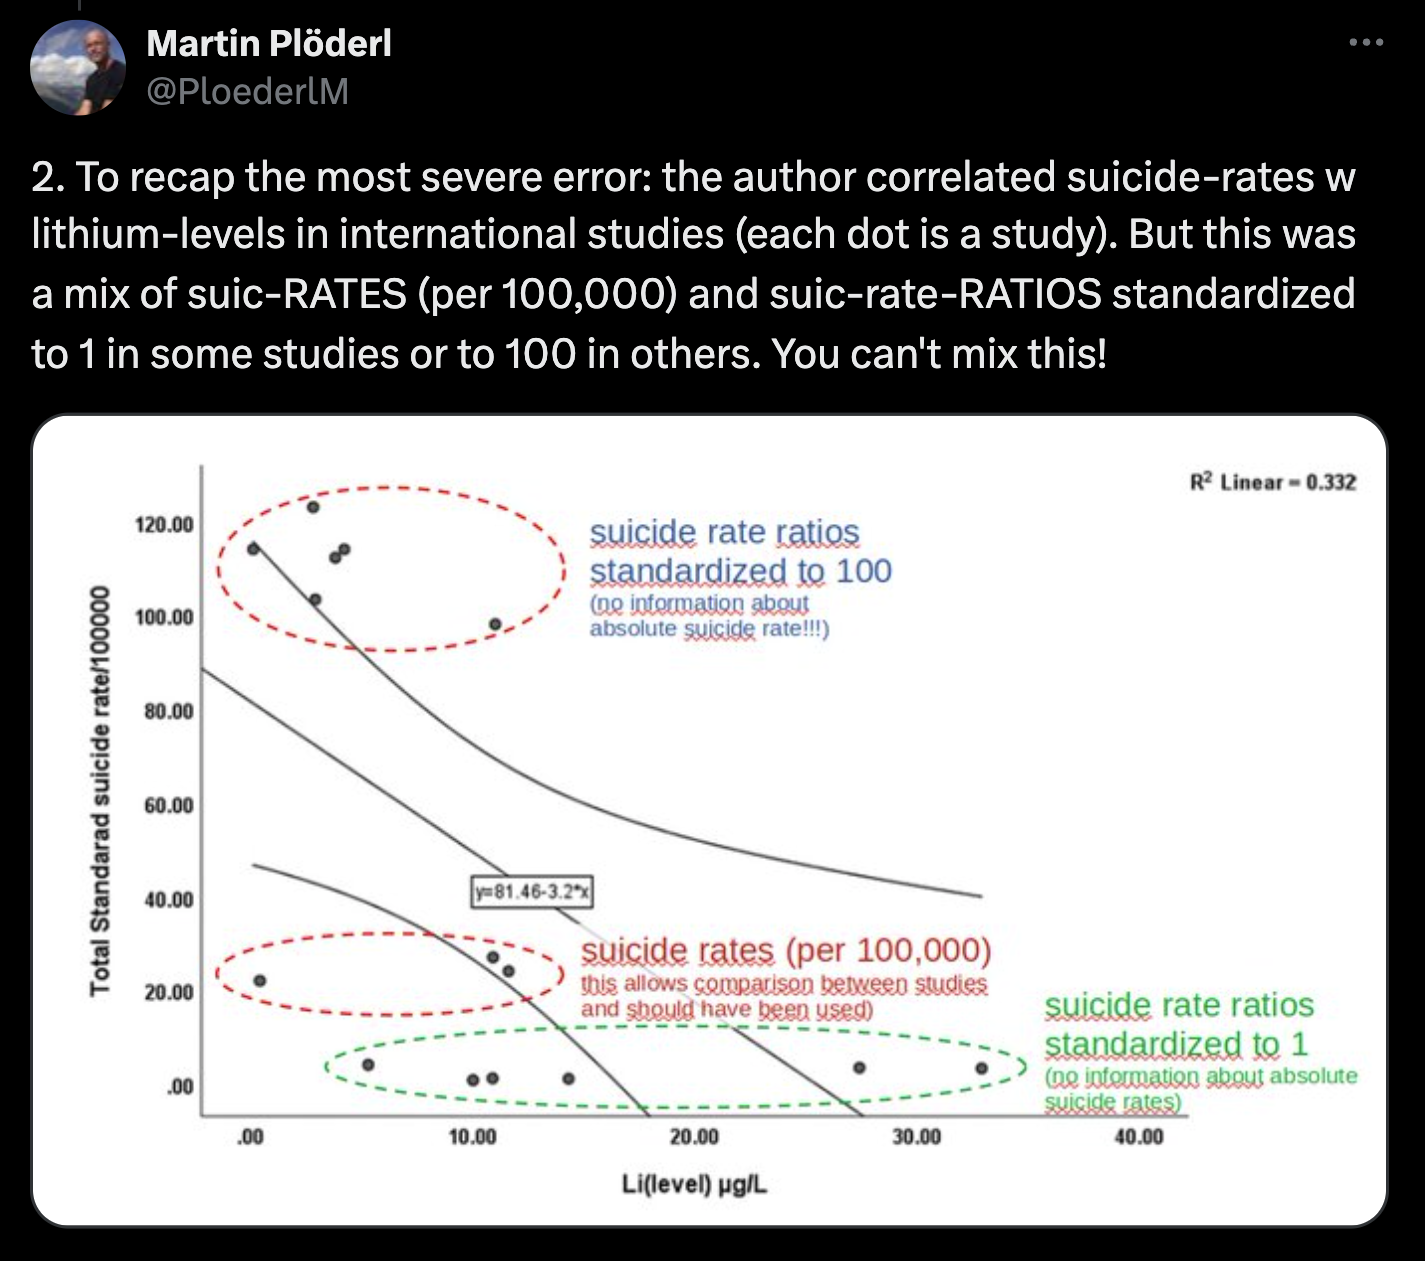 Martin Plöderl
@PloederlM
2. To recap the most severe error: the author correlated suicide-rates w
lithium-levels in international studies (each dot is a study). But this was
a mix of suic-RATES (per 100,000) and suic-rate-RATIOS standardized
to 1 in some studies or to 100 in others. You can't mix this!
R² Linear = 0.332
Total Standarad suicide rate/100000
120.00
100.00
80.00
60.00
40.00
20.00
.00
suicide rate ratios
standardized to 100
(no information about
absolute suicide rate!!!)
y=81.46-3.2*x
suicide rates (per 100,000)
this allows comparison between studies
and should have been used)
suicide rate ratios
standardized to 1
(no information about absolute
suicide rates)
.00
10.00
20.00
30.00
40.00
Li(level) µg/L